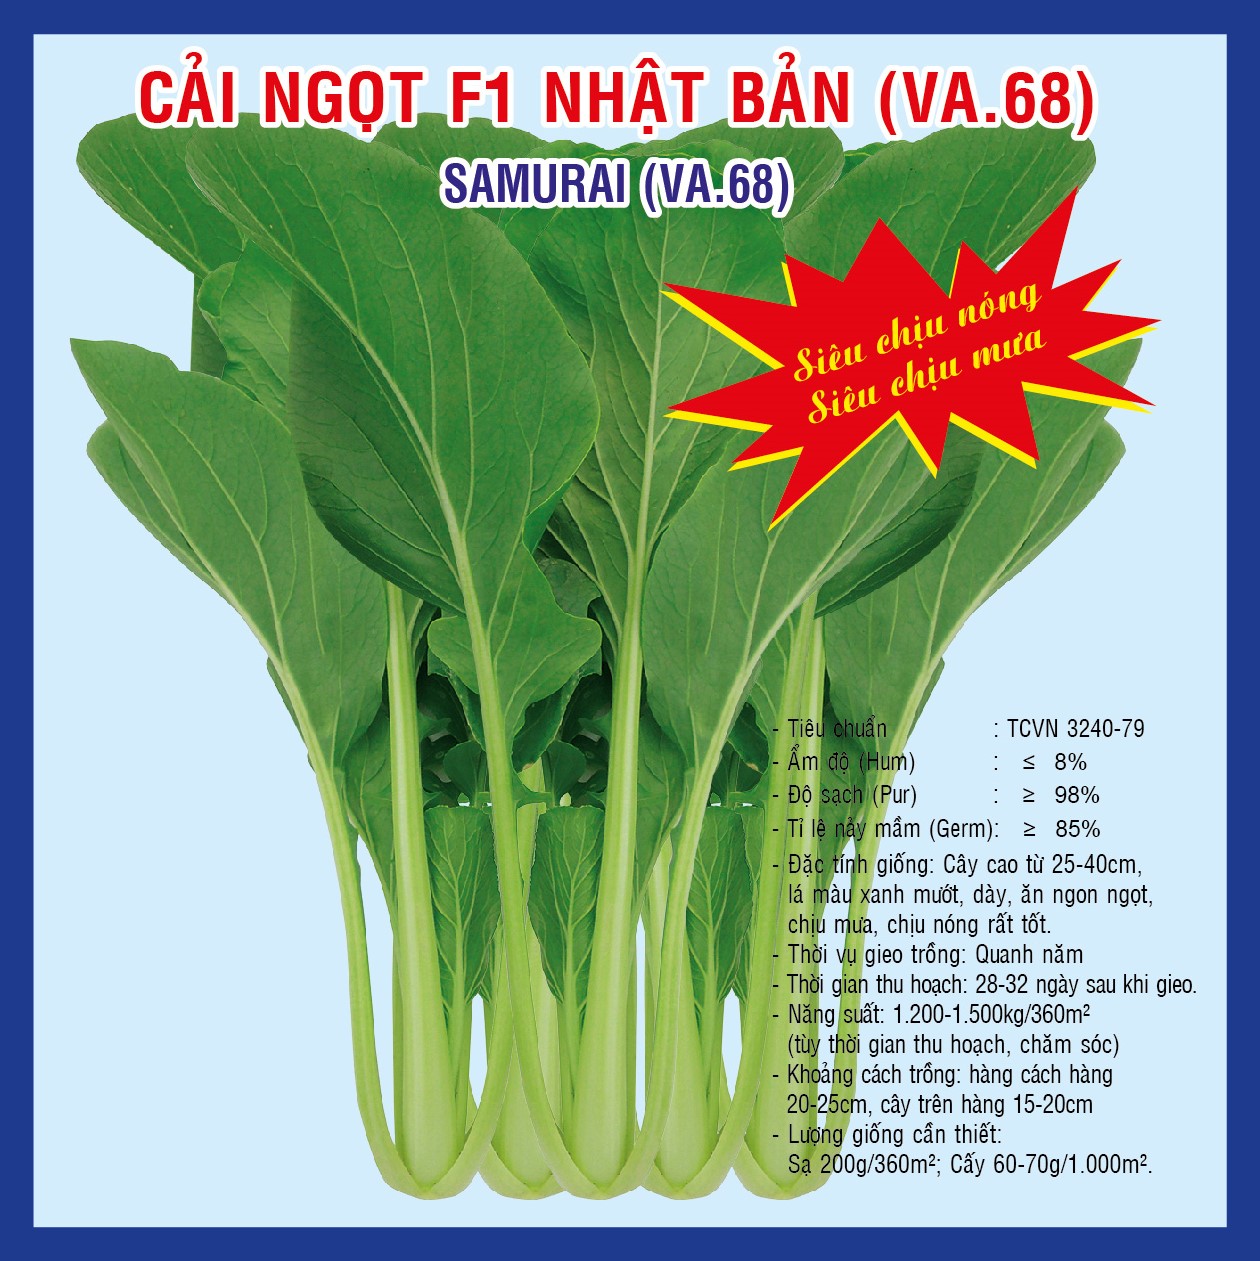 CẢI NGỌT F1 NHẬT BẢN (VA.68)
SAMURAI (VA.68)
Siêu chịu nóng
Siêu chịu mưa
- Tiêu chuẩn : TCVN 3240-79
- Ẩm độ (Hum) : ≤ 8%
- Độ sạch (Pur) : ≥ 98%
- Tỉ lệ nảy mầm (Germ): ≥ 85%
- Đặc tính giống: Cây cao từ 25-40cm,
lá màu xanh mướt, dày, ăn ngon ngọt,
chịu mưa, chịu nóng rất tốt.
- Thời vụ gieo trồng: Quanh năm
- Thời gian thu hoạch: 28-32 ngày sau khi gieo.
- Năng suất: 1.200-1.500kg/360m²
(tùy thời gian thu hoạch, chăm sóc)
- Khoảng cách trồng: hàng cách hàng
20-25cm, cây trên hàng 15-20cm
- Lượng giống cần thiết:
Sạ 200g/360m²; Cấy 60-70g/1.000m².